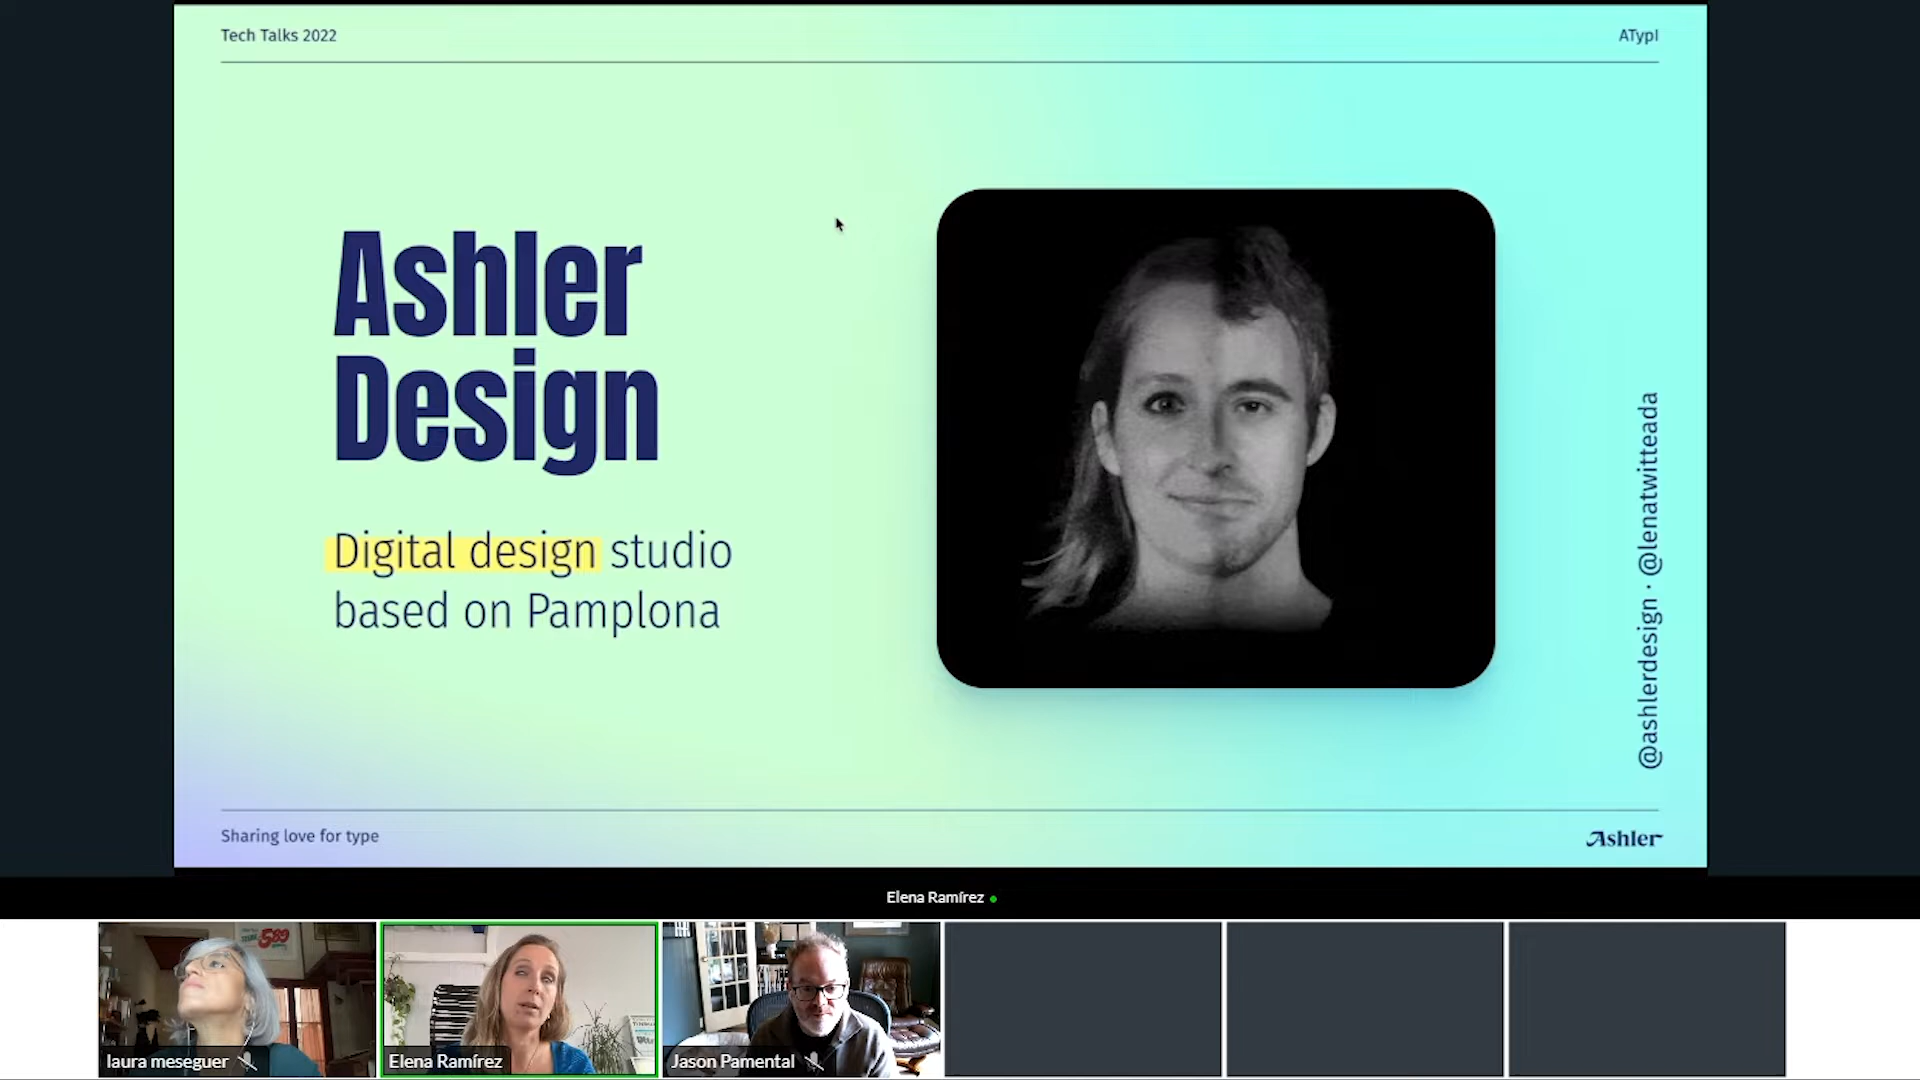 Tech Talks 2022
ATypI
Ashler
Design
Digital design studio
based on Pamplona
@ashlerdesign · @lenatwitteada
Sharing love for type
Ashler
Elena Ramírez
589
laura meseguer
Elena Ramírez
Jason Pamental